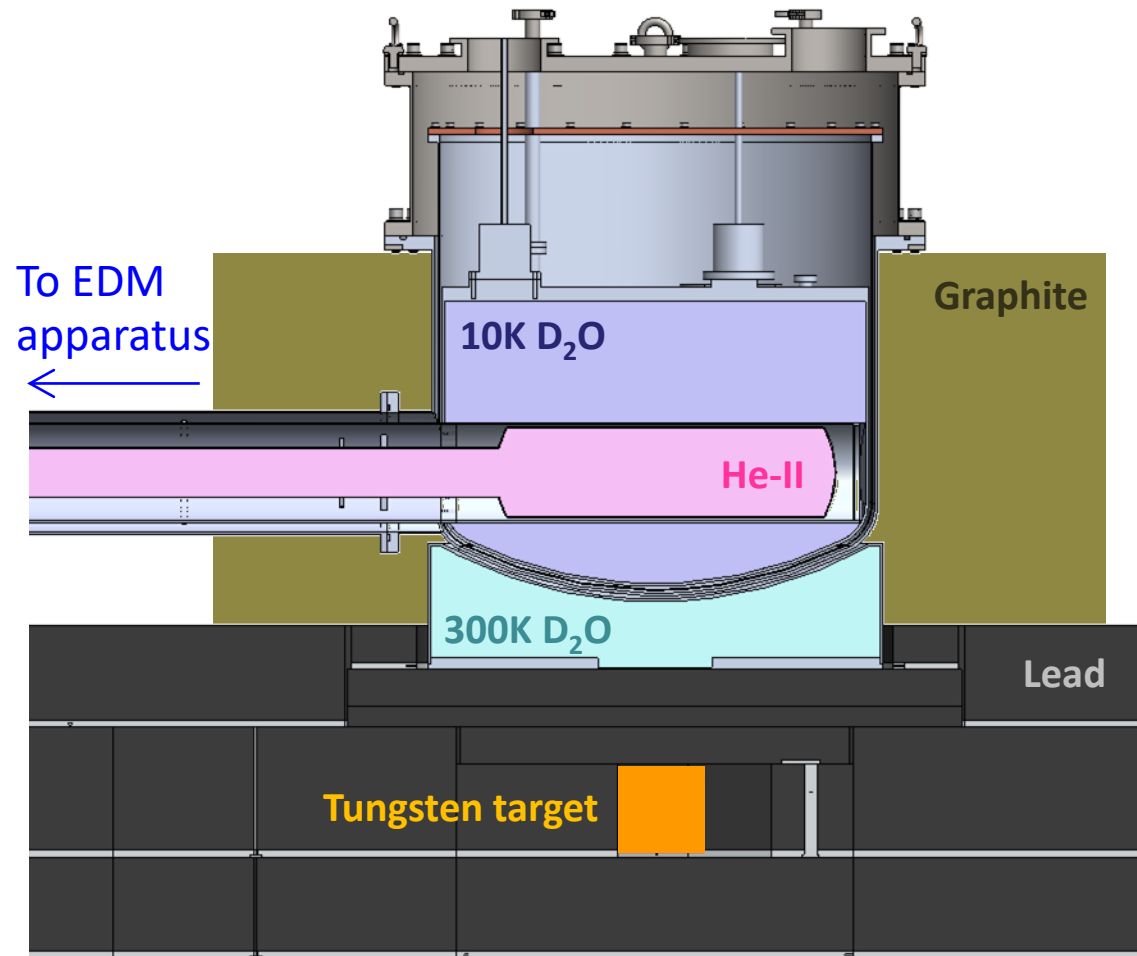 To EDM
apparatus
Graphite
10K D₂O
He-II
300K D₂O
Lead
Tungsten target